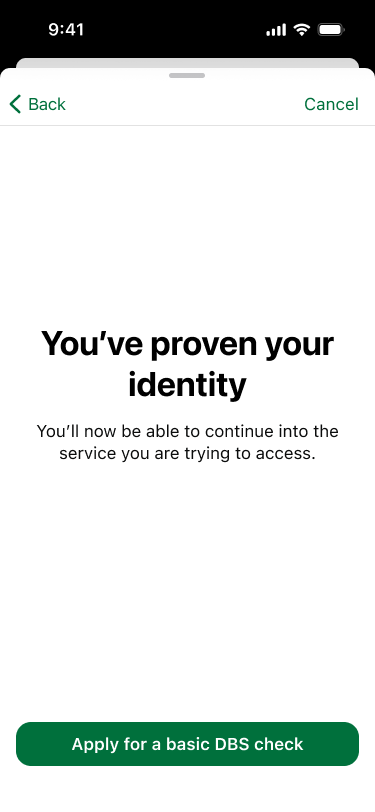 9:41
Back
Cancel
You’ve proven your
identity
You’ll now be able to continue into the
service you are trying to access.
Apply for a basic DBS check